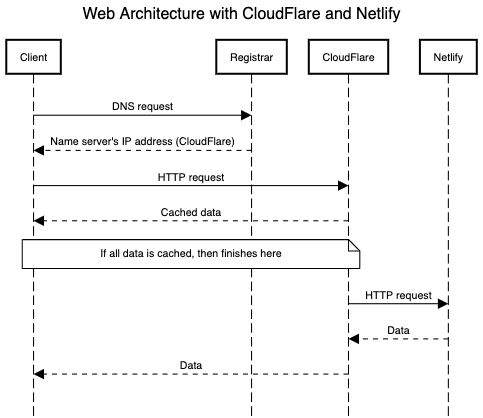 Web Architecture with CloudFlare and Netlify
Client
Registrar
CloudFlare
Netlify
DNS request
Name server's IP address (CloudFlare)
HTTP request
Cached data
If all data is cached, then finishes here
HTTP request
Data
Data